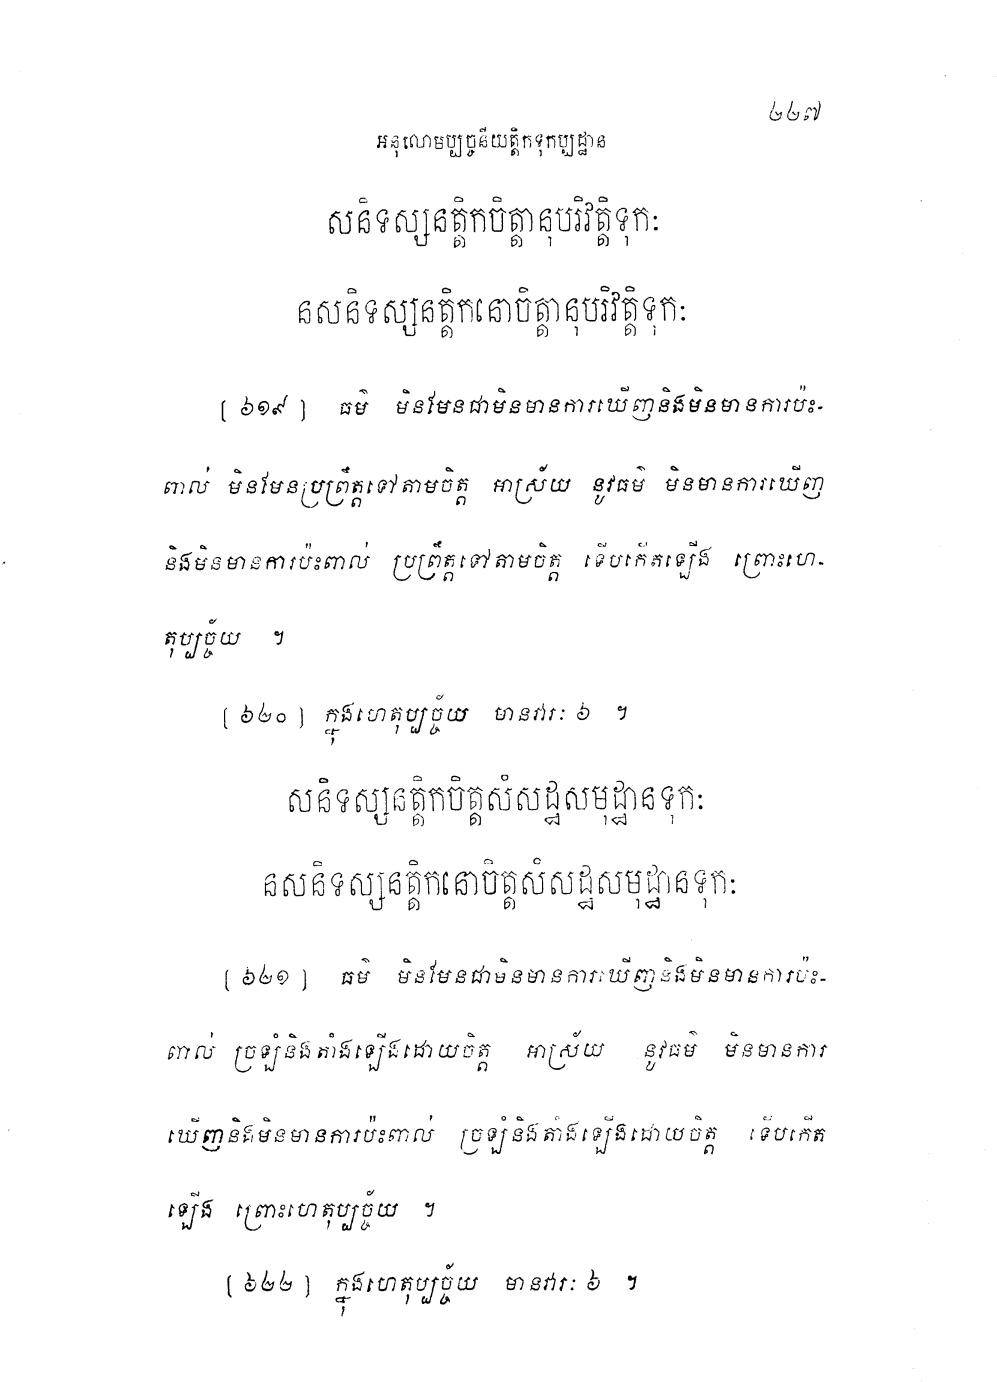 ២២៧
អនុលោមប្បច្ចនីយត្តិកទុកប្បដ្ឋាន
សនិទស្សនត្តិកចិត្តានុបរិវត្តិទុកៈ
នសនិទស្សនត្តិកនោចិត្តានុបរិវត្តិទុកៈ
[ ៦១៩ ] ធម៌ មិនមែនជាមិនមានការឃើញនិងមិនមានការប៉ះ-
ពាល់ មិនមែនប្រព្រឹត្តទៅតាមចិត្ត អាស្រ័យ នូវធម៌ មិនមានការឃើញ
និងមិនមានការប៉ះពាល់ ប្រព្រឹត្តទៅតាមចិត្ត ទើបកើតឡើង ព្រោះហេ-
តុប្បច្ច័យ ។
[ ៦២០ ] ក្នុងហេតុប្បច្ច័យ មានវារៈ ៦ ។
សនិទស្សនត្តិកចិត្តសំសដ្ឋសមុដ្ឋានទុកៈ
នសនិទស្សនត្តិកនោចិត្តសំសដ្ឋសមុដ្ឋានទុកៈ
[ ៦២១ ] ធម៌ មិនមែនជាមិនមានការឃើញនិងមិនមានការប៉ះ-
ពាល់ ច្រឡំនិងតាំងឡើងដោយចិត្ត អាស្រ័យ នូវធម៌ មិនមានការ
ឃើញនិងមិនមានការប៉ះពាល់ ច្រឡំនិងតាំងឡើងដោយចិត្ត ទើបកើត
ឡើង ព្រោះហេតុប្បច្ច័យ ។
[ ៦២២ ] ក្នុងហេតុប្បច្ច័យ មានវារៈ ៦ ។